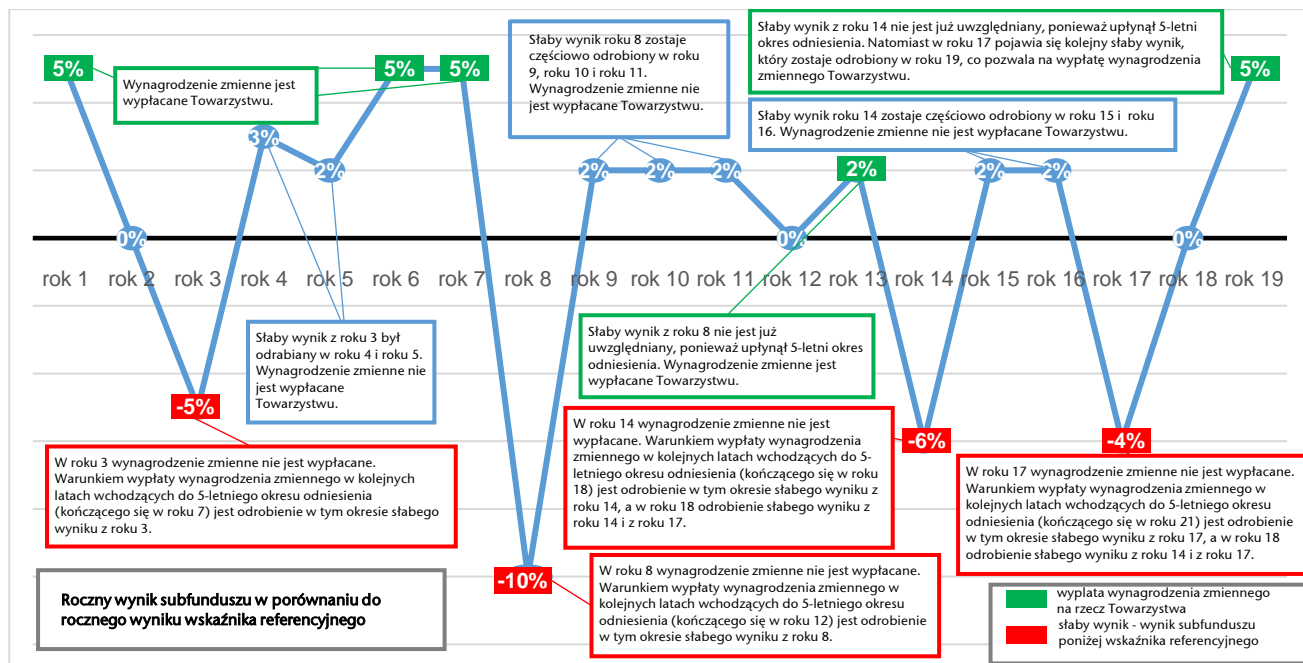 5%
Wynagrodzenie zmienne jest
wypłacane Towarzystwu.
5%
5%
Słaby wynik roku 8 zostaje
częściowo odrobiony w roku
9, roku 10 i roku 11.
Wynagrodzenie zmienne nie
jest wypłacane Towarzystwu.
Słaby wynik z roku 14 nie jest już
uwzględniany, ponieważ upłynął 5-letni
okres odniesienia. Natomiast w roku 17 pojawia się kolejny słaby wynik,
który zostaje odrobiony w roku 19, co pozwala na wypłatę wynagrodzenia
zmiennego Towarzystwu.
5%
Słaby wynik roku 14 zostaje częściowo odrobiony w roku 15 i roku
16. Wynagrodzenie zmienne nie jest wypłacane Towarzystwu.
0%
3%
2%
2%
2%
2%
0%
2%
2%
2%
0%
rok 1 rok 2 rok 3 rok 4 rok 5 rok 6 rok 7 rok 8 rok 9 rok 10 rok 11 rok 12 rok 13 rok 14 rok 15 rok 16 rok 17 rok 18 rok 19
Słaby wynik z roku 3 był
odrabiany w roku 4 i roku 5.
Wynagrodzenie zmienne nie
jest wypłacane
Towarzystwu.
Słaby wynik z roku 8 nie jest już
uwzględniany, ponieważ upłynął 5-letni okres
odniesienia. Wynagrodzenie zmienne jest
wypłacane Towarzystwu.
-5%
-10%
-6%
-4%
W roku 3 wynagrodzenie zmienne nie jest wypłacane.
Warunkiem wypłaty wynagrodzenia zmiennego w kolejnych
latach wchodzących do 5-letniego okresu odniesienia
(kończącego się w roku 7) jest odrobienie w tym okresie słabego
wyniku z roku 3.
W roku 14 wynagrodzenie zmienne nie jest
wypłacane. Warunkiem wypłaty wynagrodzenia
zmiennego w kolejnych latach wchodzących do 5-
letniego okresu odniesienia (kończącego się w roku
18) jest odrobienie w tym okresie słabego wyniku z
roku 14, a w roku 18 odrobienie słabego wyniku z
roku 14 i z roku 17.
W roku 17 wynagrodzenie zmienne nie jest wypłacane.
Warunkiem wypłaty wynagrodzenia zmiennego w
kolejnych latach wchodzących do 5-letniego okresu
odniesienia (kończącego się w roku 21) jest odrobienie
w tym okresie słabego wyniku z roku 17, a w roku 18
odrobienie słabego wyniku z roku 14 i z roku 17.
W roku 8 wynagrodzenie zmienne nie jest wypłacane.
Warunkiem wypłaty wynagrodzenia zmiennego w
kolejnych latach wchodzących do 5-letniego okresu
odniesienia (kończącego się w roku 12) jest odrobienie
w tym okresie słabego wyniku z roku 8.
Roczny wynik subfunduszu w porównaniu do
rocznego wyniku wskaźnika referencyjnego
wyplata wynagrodzenia zmiennego
na rzecz Towarzystwa
słaby wynik - wynik subfunduszu
poniżej wskaźnika referencyjnego